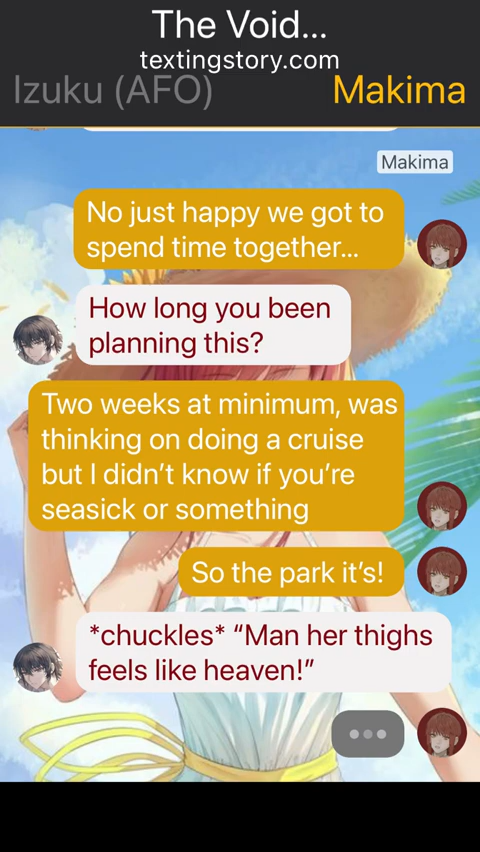 The Void...
textingstory.com
Izuku (AFO) Makima
Makima
No just happy we got to
spend time together...
How long you been
planning this?
Two weeks at minimum, was
thinking on doing a cruise
but I didn’t know if you’re
seasick or something
So the park it’s!
*chuckles* “Man her thighs
feels like heaven!”